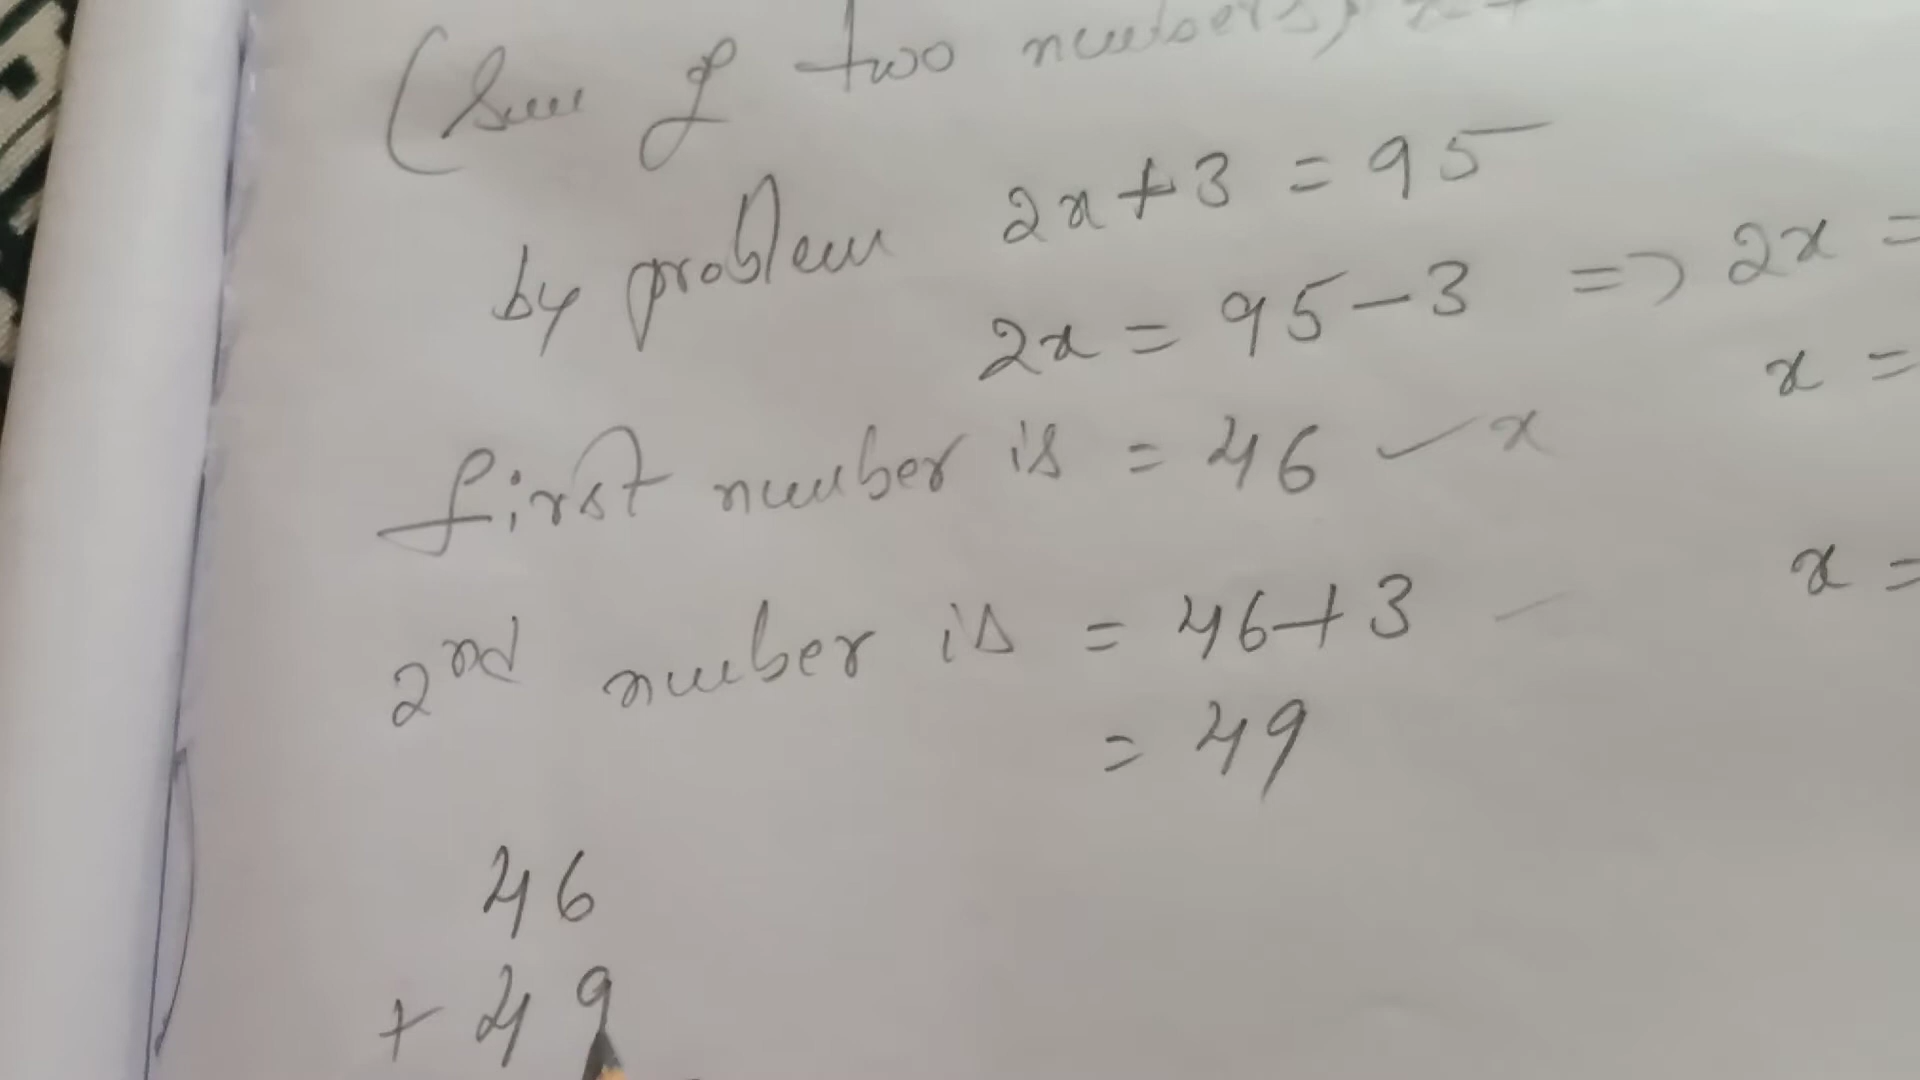 (Sum of two numbers) x+
by problem 2x+3 = 95
2x = 95-3 => 2x =
x =
first number is = 46 - x
x =
2nd number is = 46+3
= 49
46
+ 49